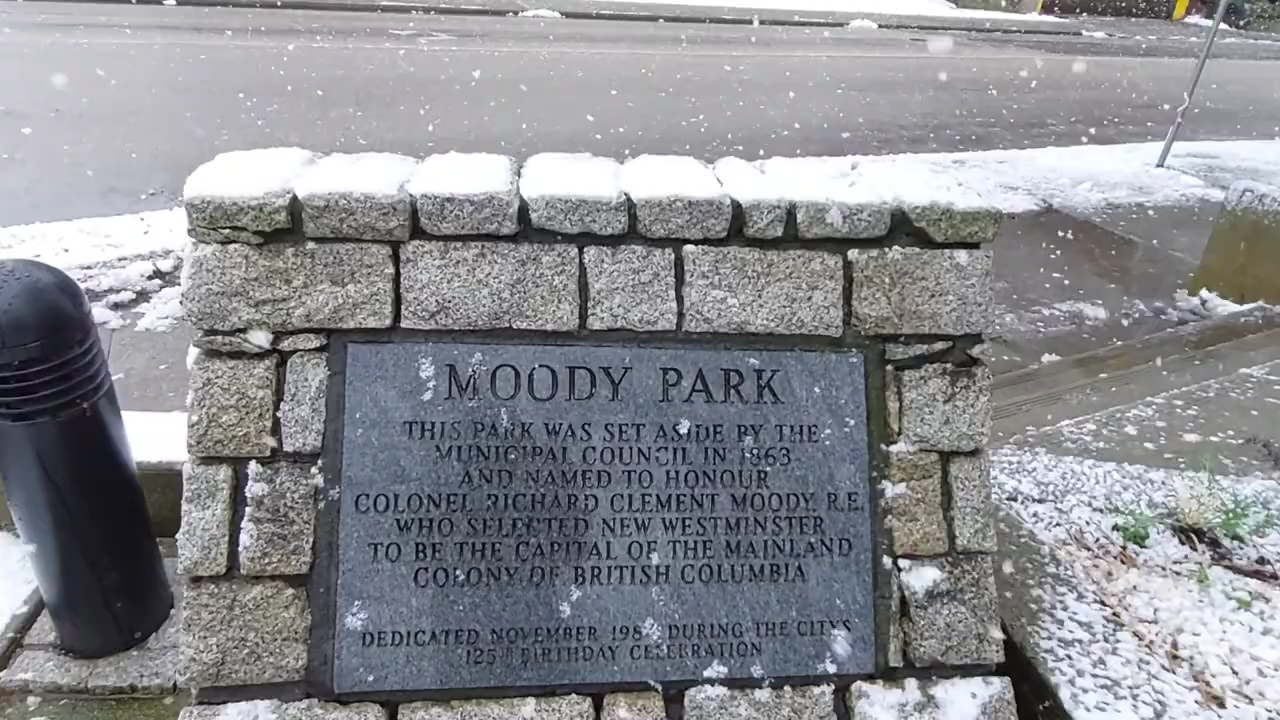 MOODY PARK
THIS PARK WAS SET ASIDE BY THE
MUNICIPAL COUNCIL IN 1863
AND NAMED TO HONOUR
COLONEL RICHARD CLEMENT MOODY, R.E.
WHO SELECTED NEW WESTMINSTER
TO BE THE CAPITAL OF THE MAINLAND
COLONY OF BRITISH COLUMBIA
DEDICATED NOVEMBER DURING THE CITYS
125TH BIRTHDAY CELEBRATION